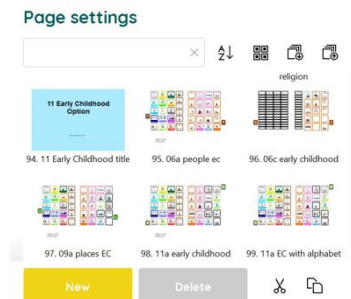 Page settings
religion
11 Early Childhood
Option
94. 11 Early Childhood title
95. 06a people ec
96. 06c early childhood
97. 09a places EC
98. 11a early childhood
99. 11a EC with alphabet
New
Delete